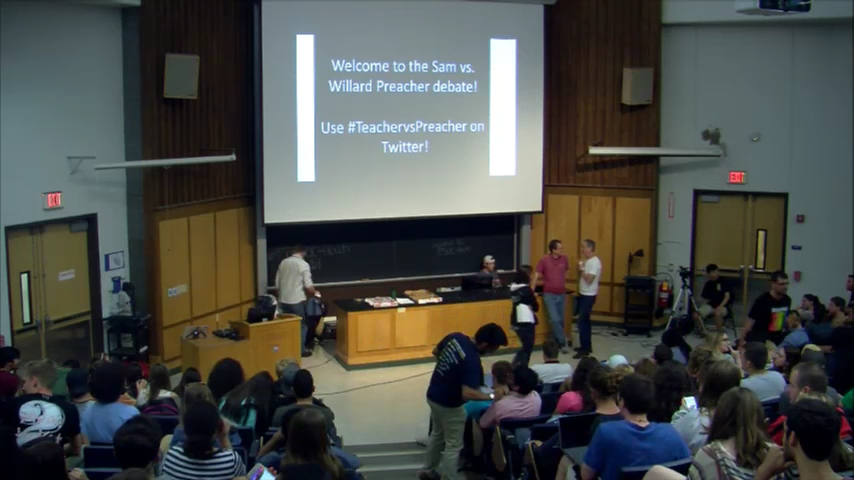 Welcome to the Sam vs.
Willard Preacher debate!
Use #TeachervsPreacher on
Twitter!
EXIT
EXIT